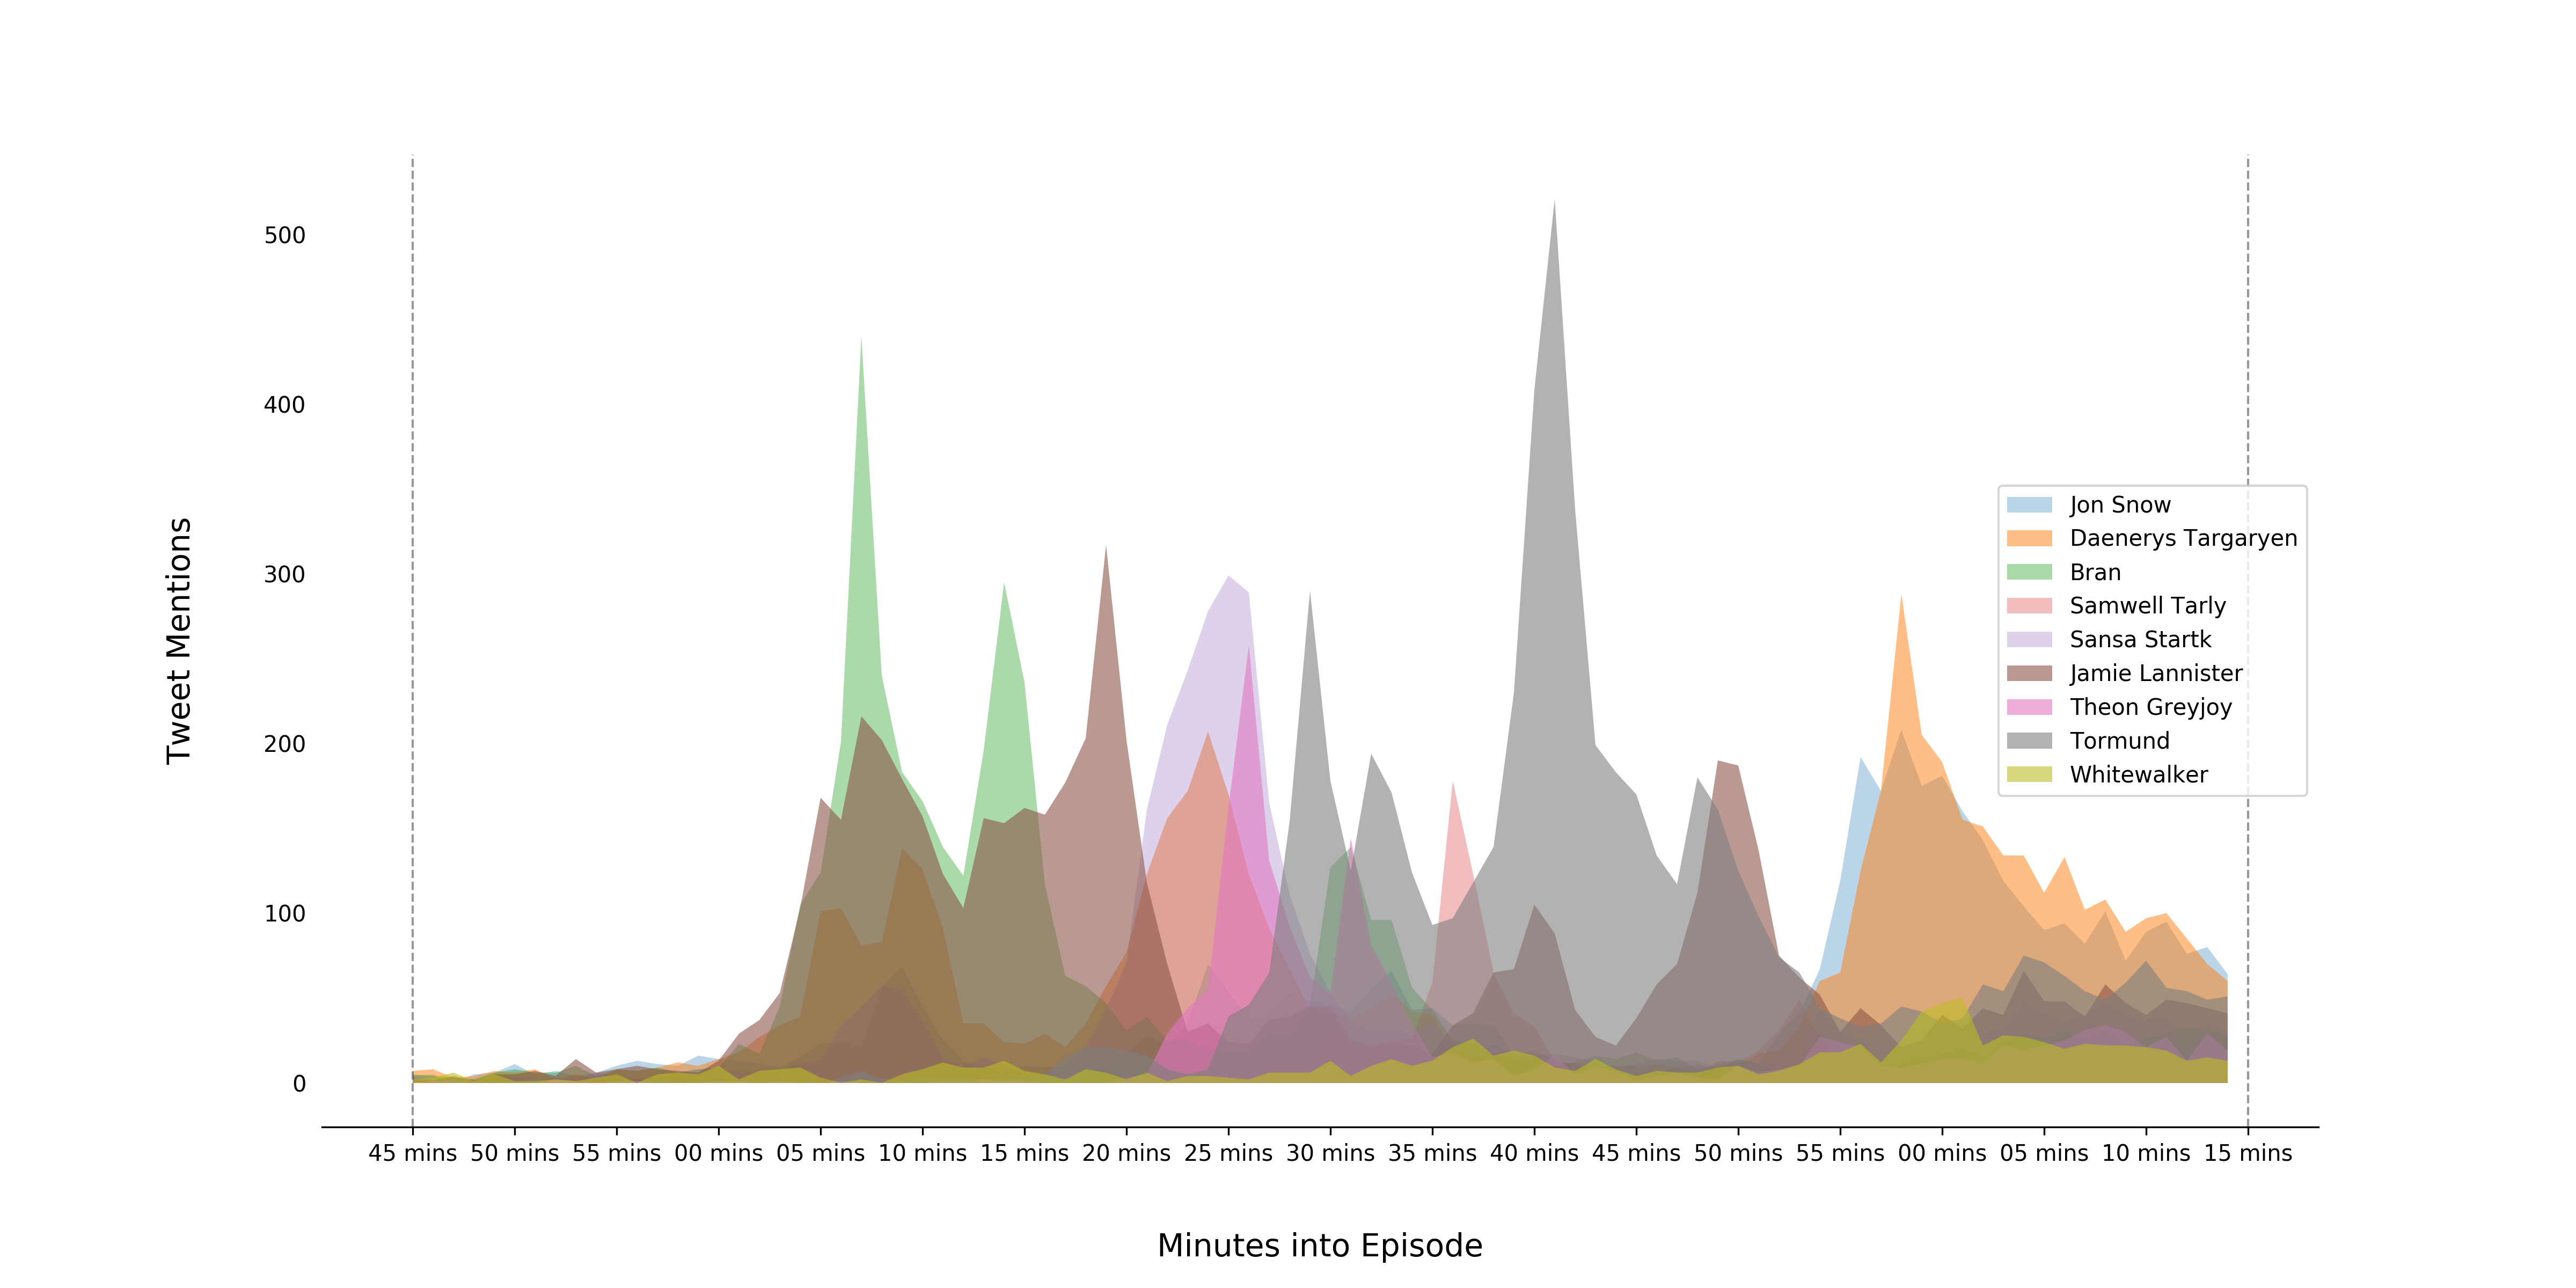 500
400
300
200
100
0
Tweet Mentions
Jon Snow
Daenerys Targaryen
Bran
Samwell Tarly
Sansa Startk
Jamie Lannister
Theon Greyjoy
Tormund
Whitewalker
45 mins 50 mins 55 mins 00 mins 05 mins 10 mins 15 mins 20 mins 25 mins 30 mins 35 mins 40 mins 45 mins 50 mins 55 mins 00 mins 05 mins 10 mins 15 mins
Minutes into Episode